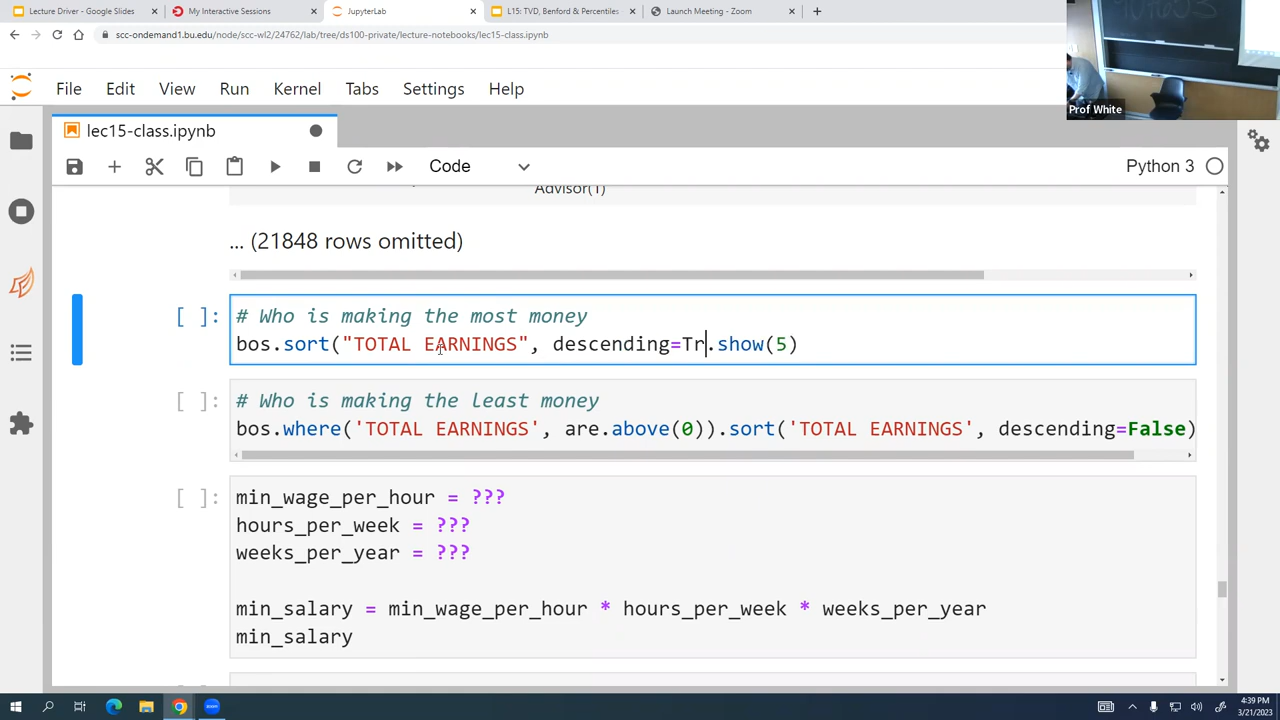 Lecture Driver - Google Slides
My Interactive Sessions
JupyterLab
L15: TVD, Benford & Percentiles
Launch Meeting - Zoom
scc-ondemand1.bu.edu/node/scc-wl2/24762/lab/tree/ds100-private/lecture-notebooks/lec15-class.ipynb
Prof White
File Edit View Run Kernel Tabs Settings Help
lec15-class.ipynb
Code
Python 3
Advisor(1)
... (21848 rows omitted)
[ ]: # Who is making the most money
bos.sort("TOTAL EARNINGS", descending=Tr.show(5)
[ ]: # Who is making the least money
bos.where('TOTAL EARNINGS', are.above(0)).sort('TOTAL EARNINGS', descending=False)
[ ]: min_wage_per_hour = ???
hours_per_week = ???
weeks_per_year = ???
min_salary = min_wage_per_hour * hours_per_week * weeks_per_year
min_salary
4:39 PM
3/21/2023